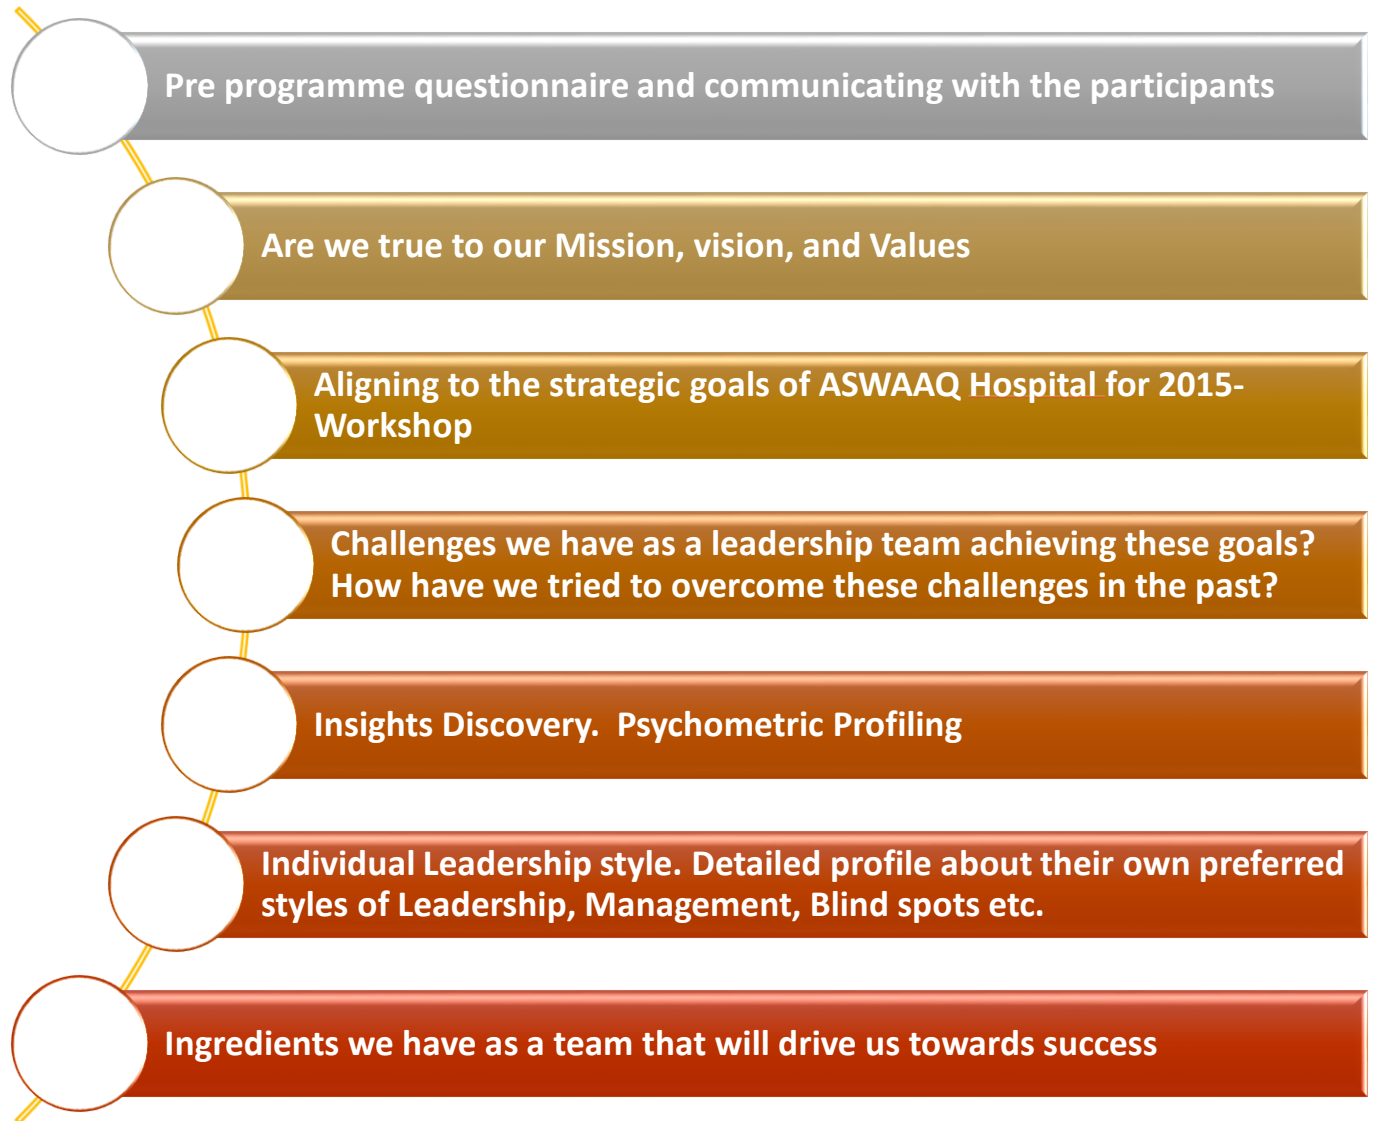 Pre programme questionnaire and communicating with the participants
Are we true to our Mission, vision, and Values
Aligning to the strategic goals of ASWAAQ Hospital for 2015-
Workshop
Challenges we have as a leadership team achieving these goals?
How have we tried to overcome these challenges in the past?
Insights Discovery.  Psychometric Profiling
Individual Leadership style. Detailed profile about their own preferred
styles of Leadership, Management, Blind spots etc.
Ingredients we have as a team that will drive us towards success